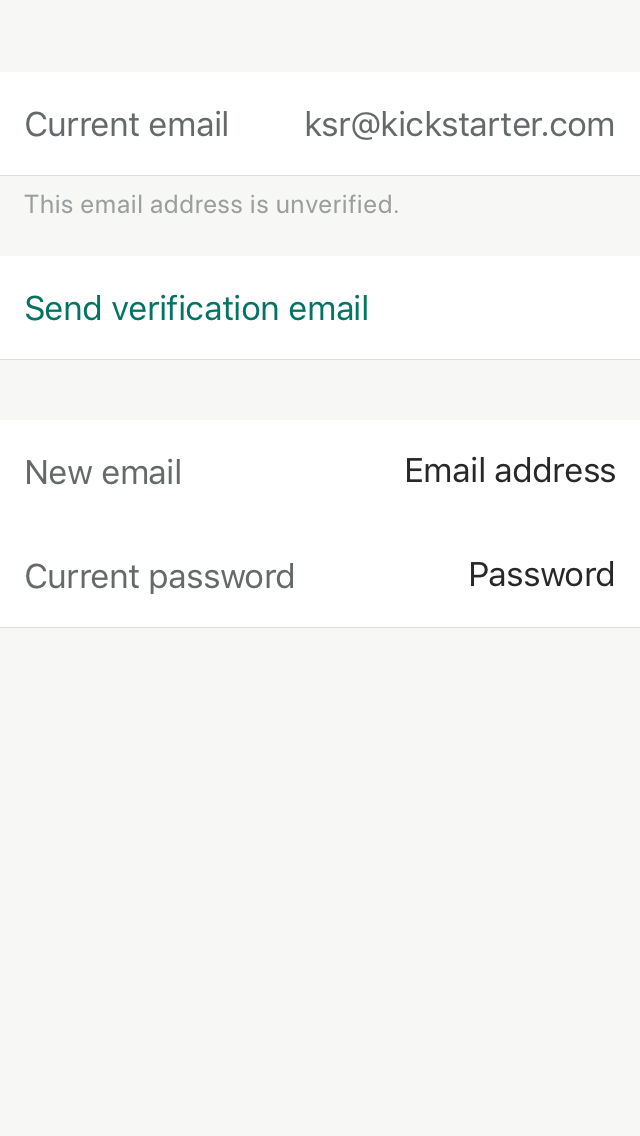 Current email ksr@kickstarter.com
This email address is unverified.
Send verification email
New email Email address
Current password Password